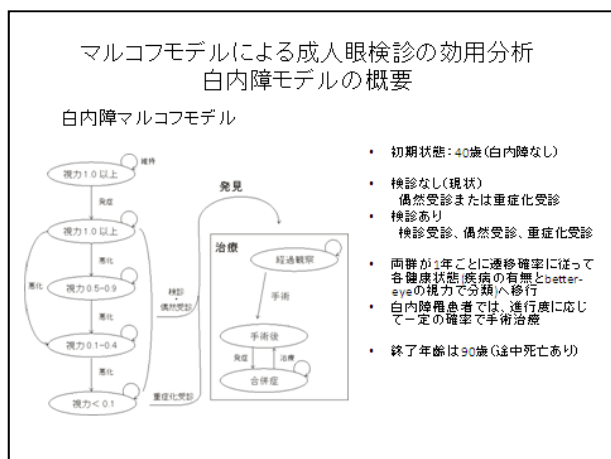 マルコフモデルによる成人眼検診の効用分析
白内障モデルの概要
白内障マルコフモデル
視力1.0以上
維持
発症
視力1.0以上
悪化
悪化
視力0.5-0.9
悪化
視力0.1-0.4
悪化
視力<0.1
検診
・
偶然受診
重症化受診
発見
治療
経過観察
手術
手術後
発症
治療
合併症
• 初期状態：40歳(白内障なし)
• 検診なし(現状)
偶然受診または重症化受診
• 検診あり
検診受診、偶然受診、重症化受診
• 両群が1年ごとに遷移確率に従って
各健康状態(疾病の有無とbetter-
eyeの視力で分類)へ移行
• 白内障罹患者では、進行度に応じ
て一定の確率で手術治療
• 終了年齢は90歳(途中死亡あり)